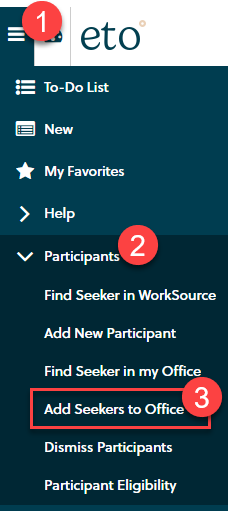 1
eto
To-Do List
New
My Favorites
Help
Participants 2
Find Seeker in WorkSource
Add New Participant
Find Seeker in my Office
Add Seekers to Office 3
Dismiss Participants
Participant Eligibility